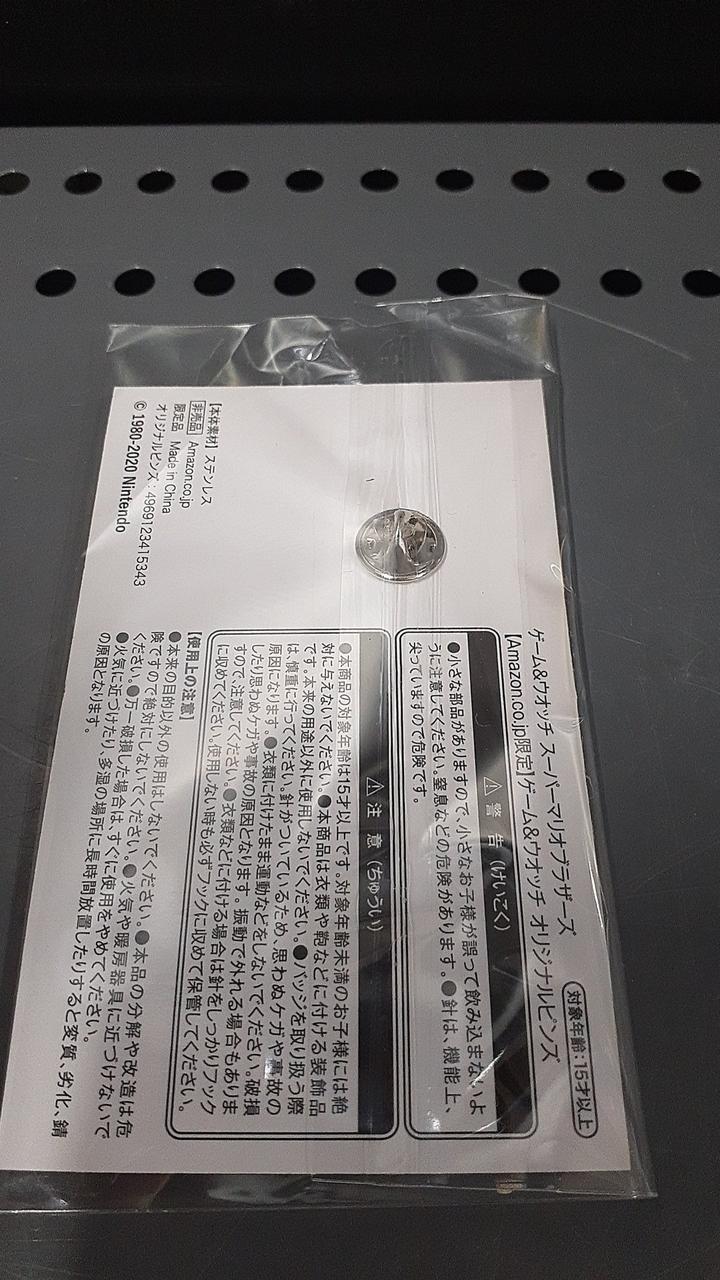 ゲーム&ウオッチ スーパーマリオブラザーズ
【Amazon.co.jp限定】ゲーム&ウオッチ オリジナルピンズ
対象年齢:15才以上
⚠警 告(けいこく)
●小さな部品がありますので、小さなお子様が誤って飲み込まないよ
うに注意してください。窒息などの危険があります。●針は、機能上、
尖っていますので危険です。
⚠注 意(ちゅうい)
●本商品の対象年齢は15才以上です。対象年齢未満のお子様には絶
対に与えないでください。●本商品は衣類や鞄などに付ける装飾品
です。本来の用途以外に使用しないでください。●バッジを取り扱う際
は、慎重に行ってください。針がついているため、思わぬケガや事故の
原因になります。●衣類に付けたまま運動などをしないでください。破損
したり思わぬケガや事故の原因となります。振動で外れる場合もありま
すので、注意してください。●衣類などに付ける場合は針をしっかりフック
に収めてください。使用しない時も必ずフックに収めて保管してください。
【使用上の注意】
●本来の目的以外の使用はしないでください。●本品の分解や改造は危
険ですので絶対にしないでください。●火気や暖房器具に近づけないで
ください。●万一破損した場合は、すぐに使用をやめてください。
●火気に近づけたり、多湿の場所に長時間放置したりすると変質、劣化、錆
の原因となります。
【本体素材】ステンレス
非売品 Amazon.co.jp
限定品 Made in China
オリジナルピンズ:4969123415343
© 1980-2020 Nintendo